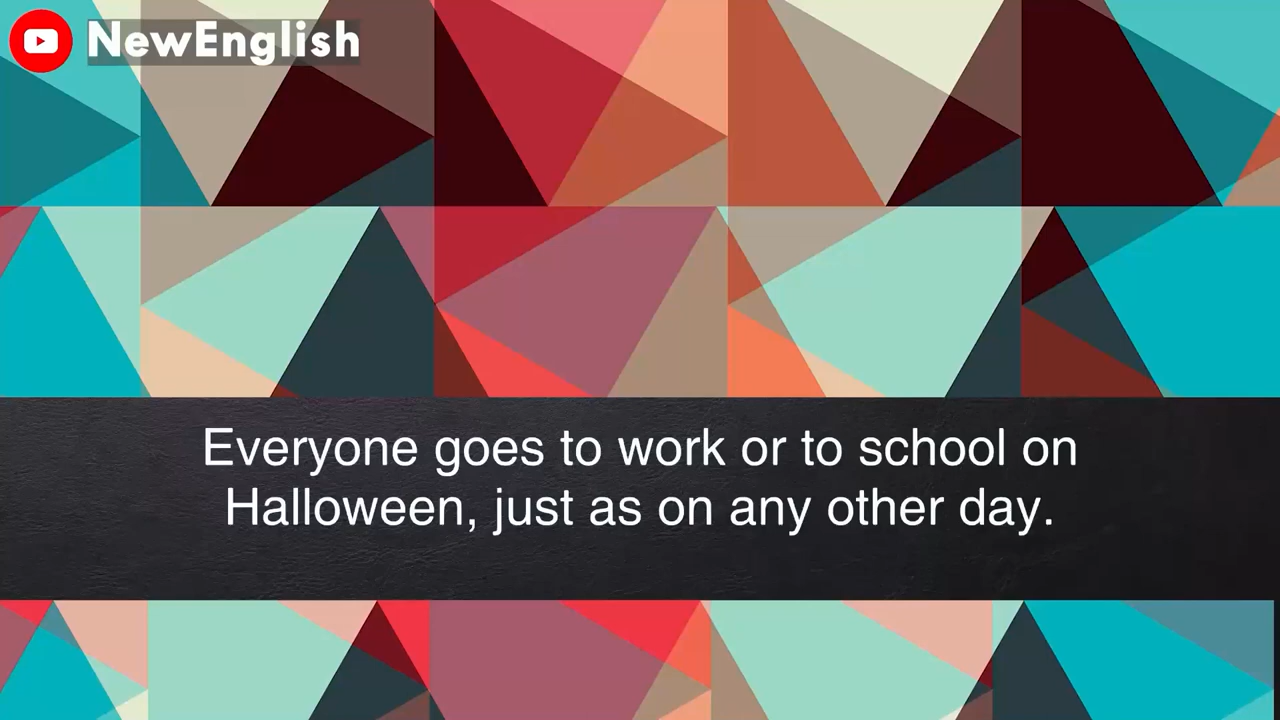 NewEnglish
Everyone goes to work or to school on
Halloween, just as on any other day.